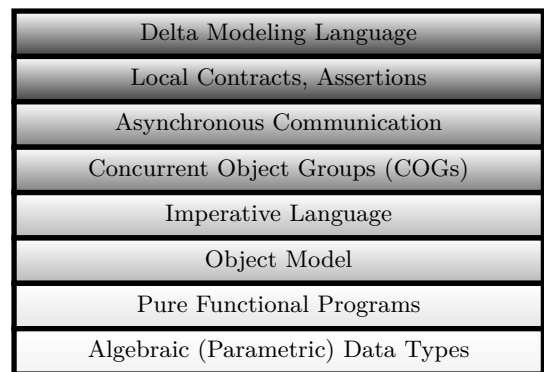 Delta Modeling Language
Local Contracts, Assertions
Asynchronous Communication
Concurrent Object Groups (COGs)
Imperative Language
Object Model
Pure Functional Programs
Algebraic (Parametric) Data Types